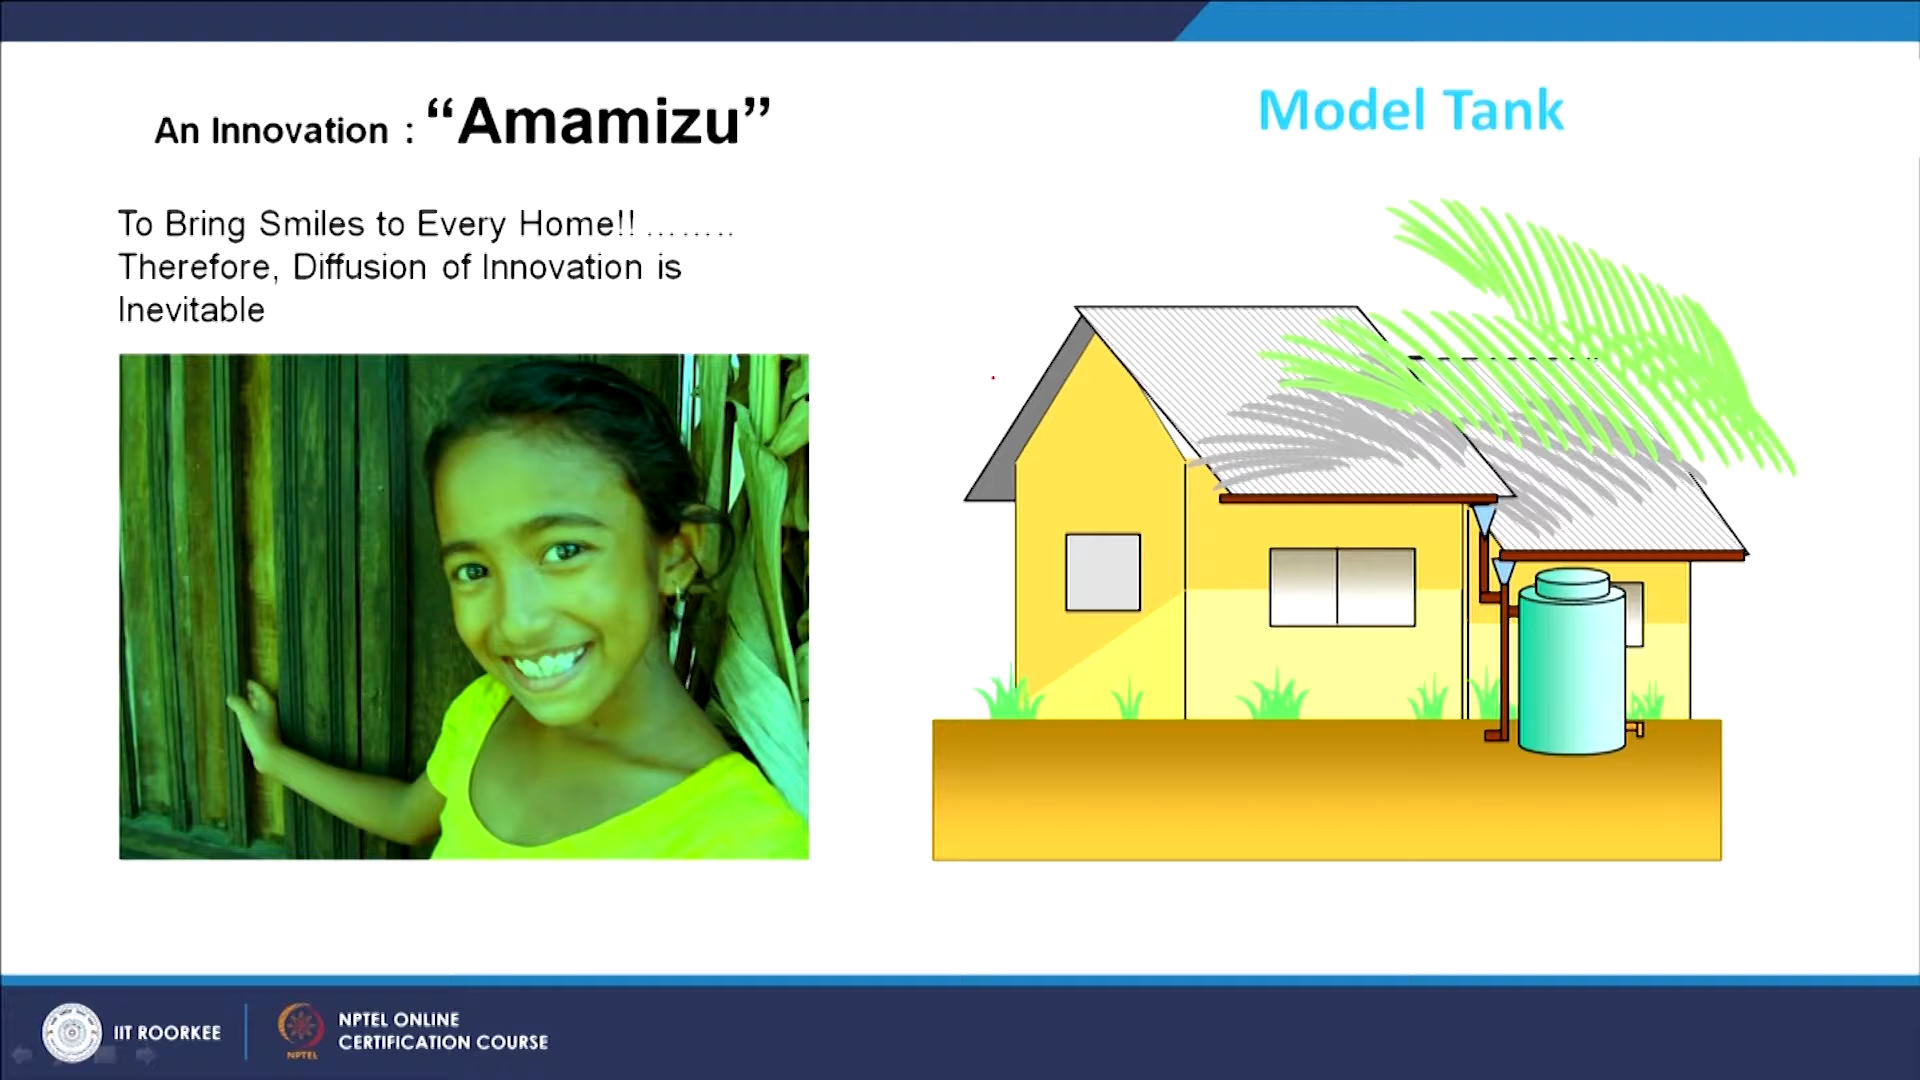 An Innovation : “Amamizu”
To Bring Smiles to Every Home!! ........
Therefore, Diffusion of Innovation is
Inevitable
Model Tank
IIT ROORKEE
NPTEL
NPTEL ONLINE
CERTIFICATION COURSE